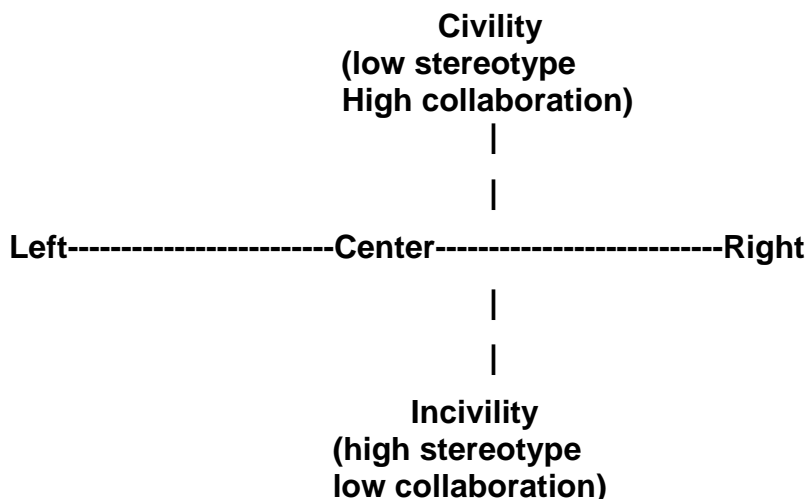 Civility
(low stereotype
High collaboration)
|
|
Left-------------------------Center---------------------------Right
|
|
Incivility
(high stereotype
low collaboration)